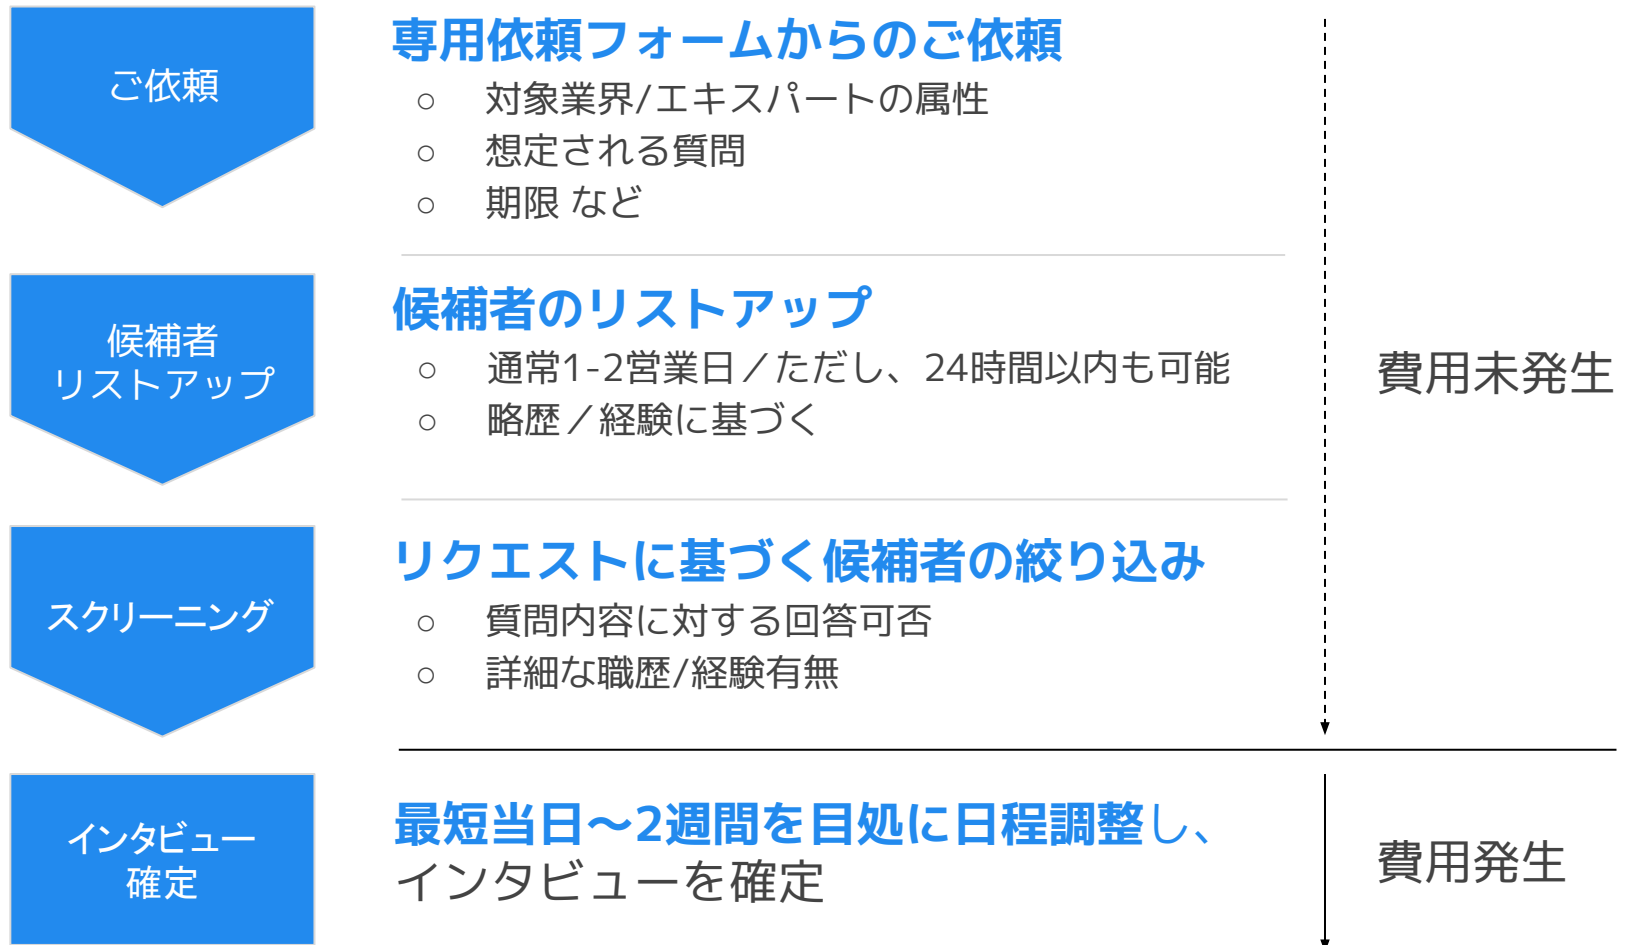 ご依頼
専用依頼フォームからのご依頼
○ 対象業界/エキスパートの属性
○ 想定される質問
○ 期限 など
候補者
リストアップ
候補者のリストアップ
○ 通常1-2営業日／ただし、24時間以内も可能
○ 略歴／経験に基づく
費用未発生
スクリーニング
リクエストに基づく候補者の絞り込み
○ 質問内容に対する回答可否
○ 詳細な職歴/経験有無
インタビュー
確定
最短当日〜2週間を目処に日程調整し、
インタビューを確定
費用発生